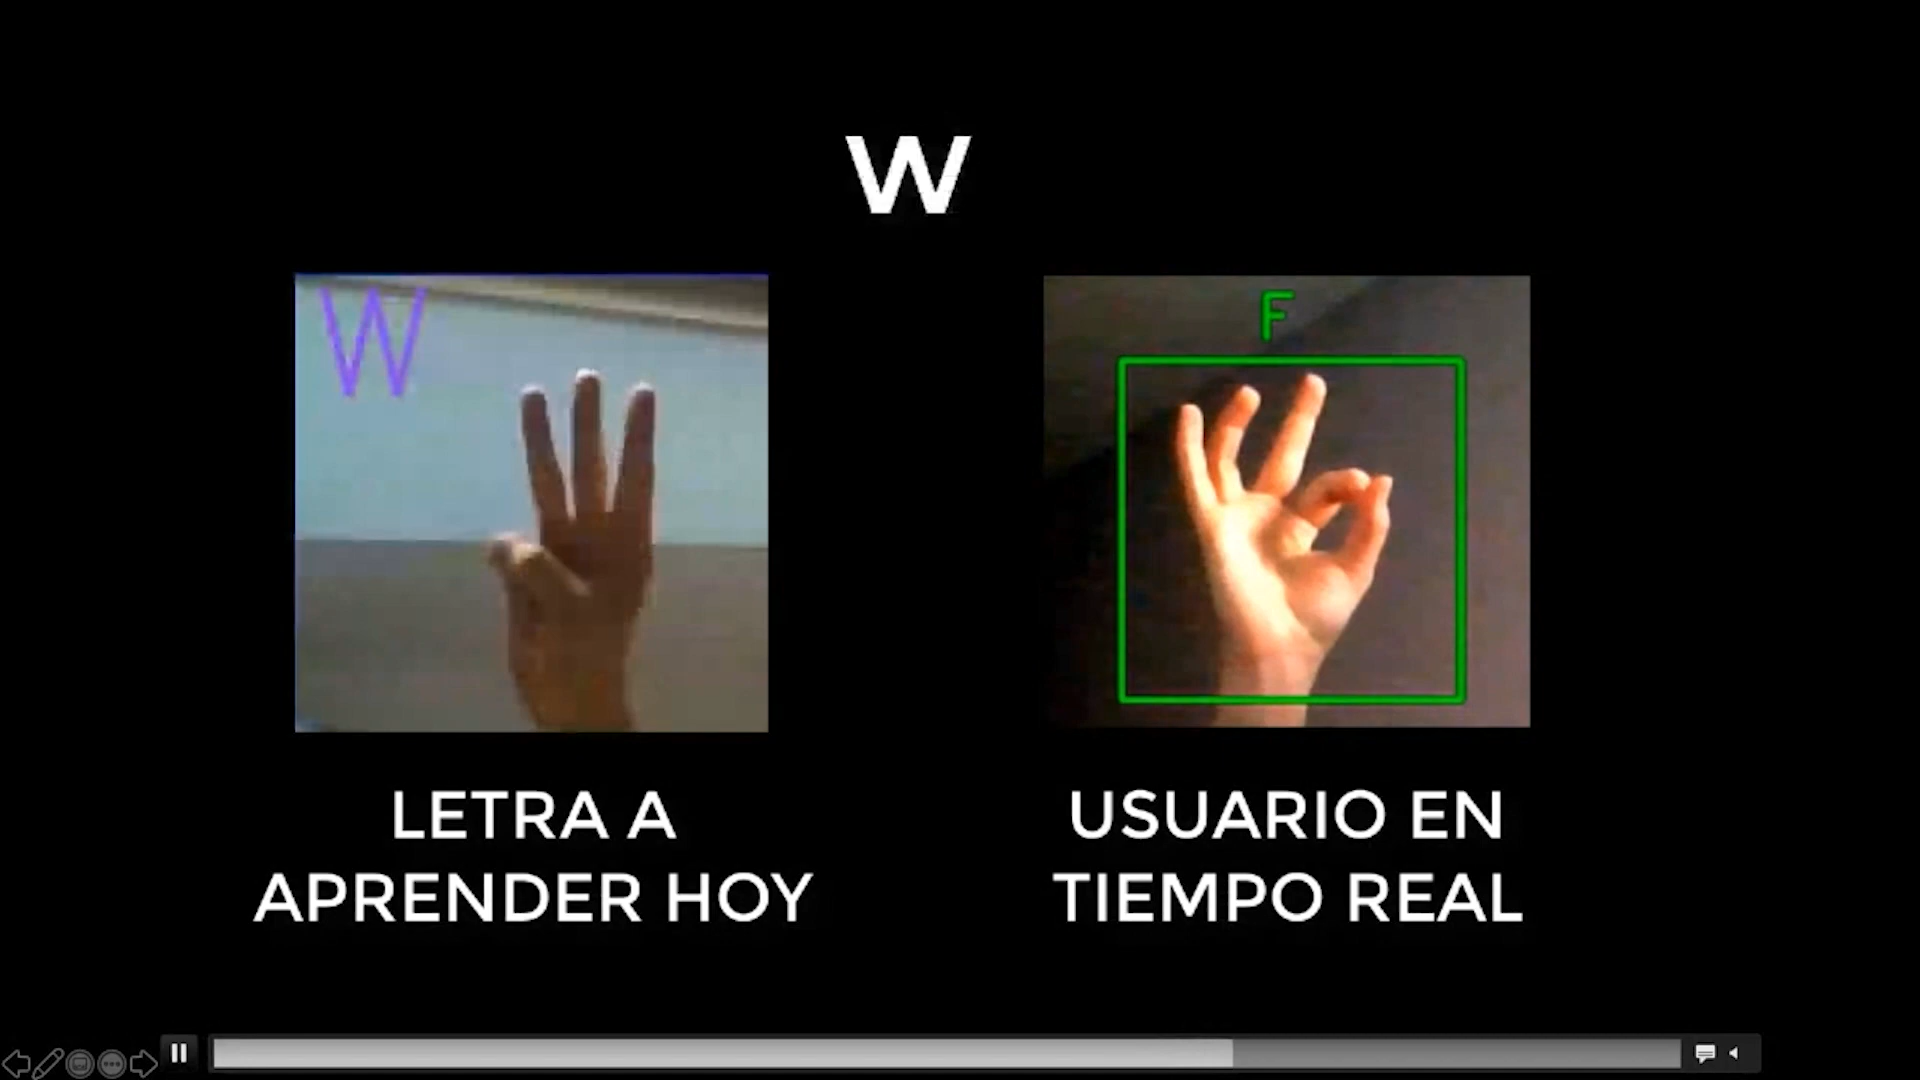 W
W
F
LETRA A
APRENDER HOY
USUARIO EN
TIEMPO REAL